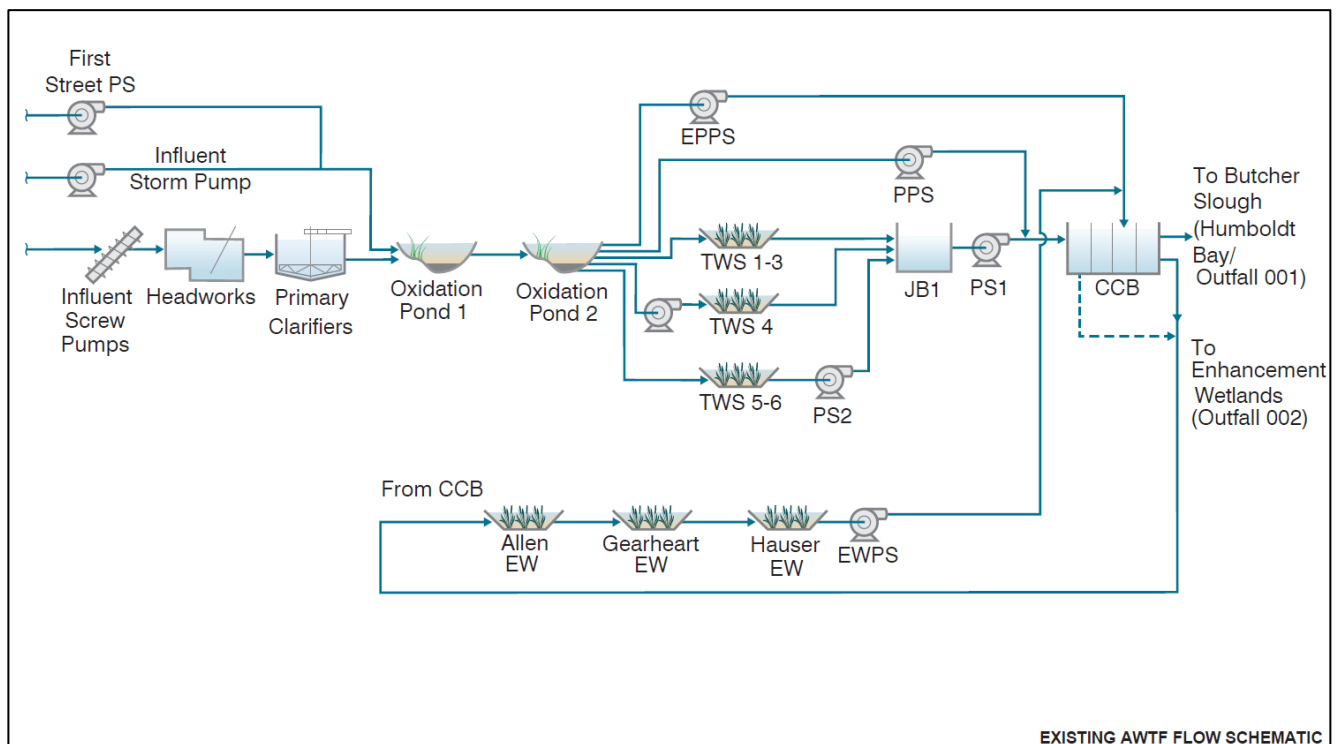 First
Street PS
Influent
Storm Pump
Influent
Screw
Pumps
Headworks
Primary
Clarifiers
Oxidation
Pond 1
Oxidation
Pond 2
EPPS
PPS
TWS 1-3
TWS 4
TWS 5-6
PS2
JB1
PS1
CCB
To Butcher
Slough
(Humboldt
Bay/
Outfall 001)
To
Enhancement
Wetlands
(Outfall 002)
From CCB
Allen
EW
Gearheart
EW
Hauser
EW
EWPS
EXISTING AWTF FLOW SCHEMATIC